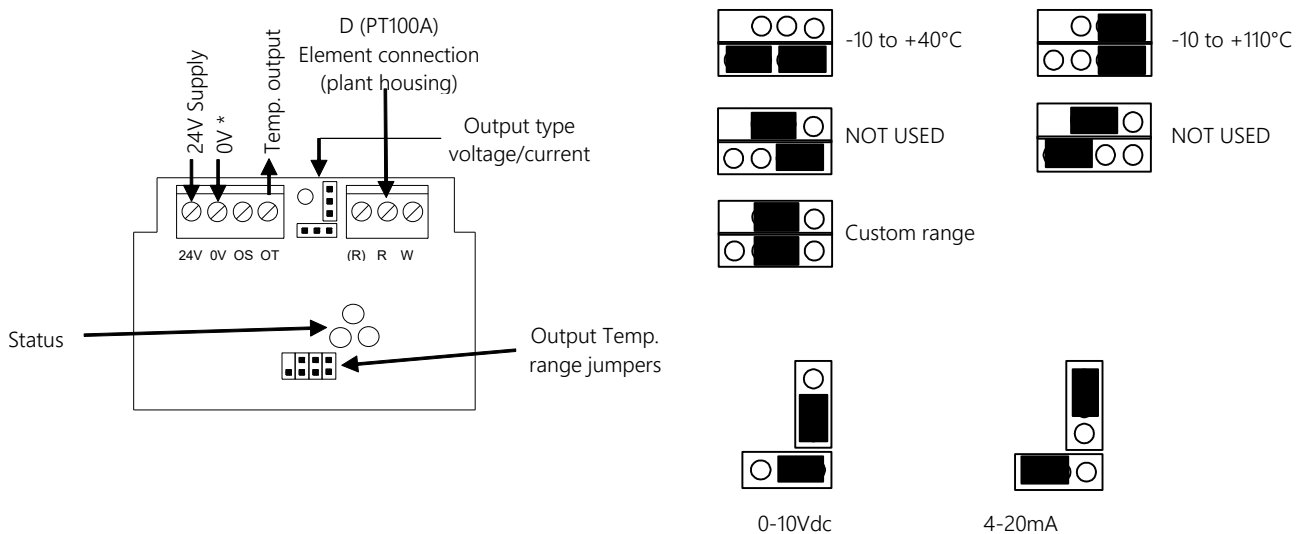 D (PT100A)
Element connection
(plant housing)
24V Supply
0V *
Temp. output
Output type
voltage/current
24V 0V OS OT
(R) R W
Status
Output Temp.
range jumpers
-10 to +40°C
-10 to +110°C
NOT USED
NOT USED
Custom range
0-10Vdc
4-20mA